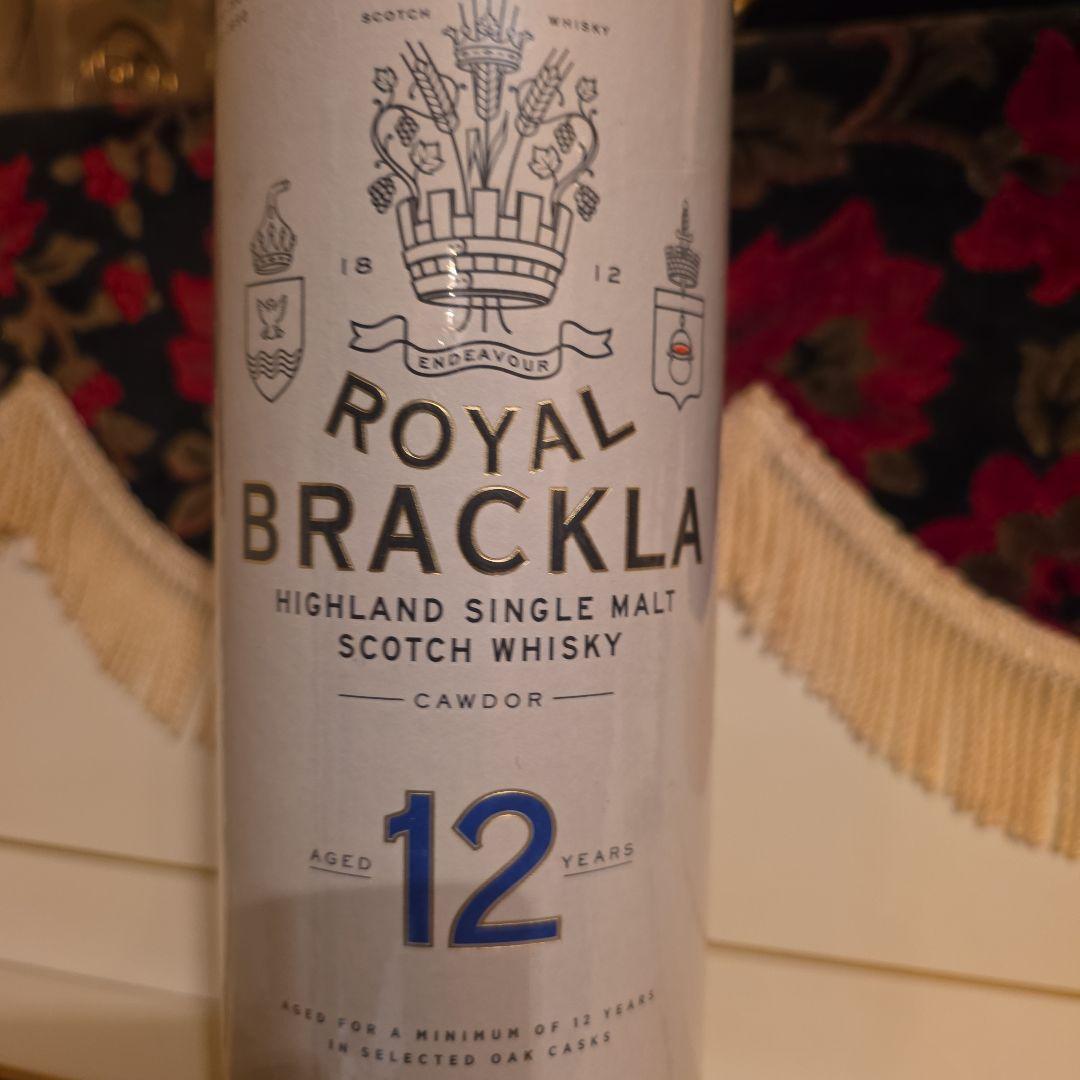 SCOTCH WHISKY
18 12
ENDEAVOUR
ROYAL
BRACKLA
HIGHLAND SINGLE MALT
SCOTCH WHISKY
CAWDOR
AGED 12 YEARS
AGED FOR A MINIMUM OF 12 YEARS
IN SELECTED OAK CASKS